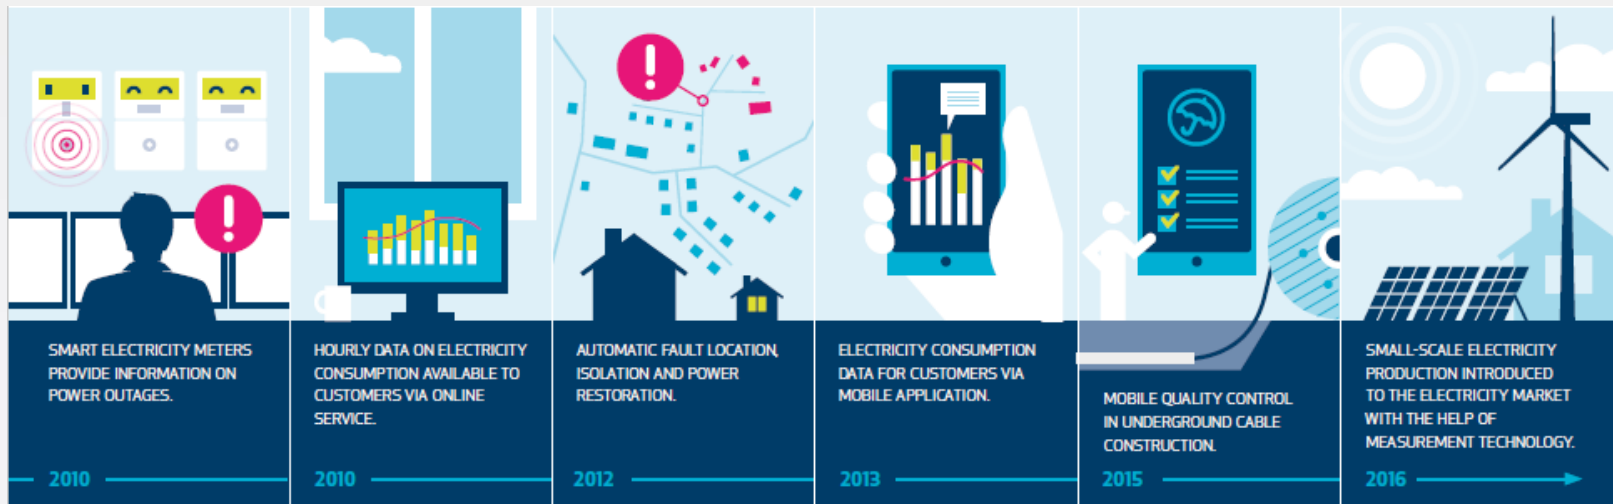 SMART ELECTRICITY METERS
PROVIDE INFORMATION ON
POWER OUTAGES.
2010
HOURLY DATA ON ELECTRICITY
CONSUMPTION AVAILABLE TO
CUSTOMERS VIA ONLINE
SERVICE.
2010
AUTOMATIC FAULT LOCATION,
ISOLATION AND POWER
RESTORATION.
2012
ELECTRICITY CONSUMPTION
DATA FOR CUSTOMERS VIA
MOBILE APPLICATION.
2013
MOBILE QUALITY CONTROL
IN UNDERGROUND CABLE
CONSTRUCTION.
2015
SMALL-SCALE ELECTRICITY
PRODUCTION INTRODUCED
TO THE ELECTRICITY MARKET
WITH THE HELP OF
MEASUREMENT TECHNOLOGY.
2016